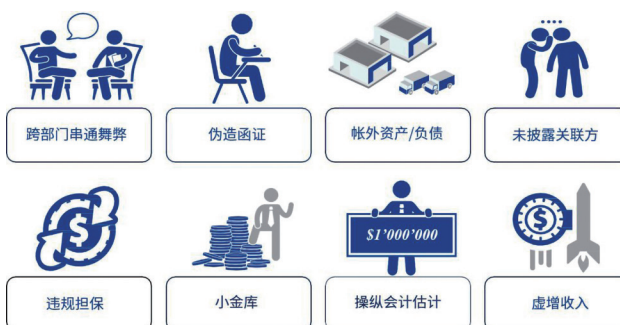 跨部门串通舞弊
伪造函证
帐外资产/负债
未披露关联方
$
$1’000’000
$
违规担保
小金库
操纵会计估计
虚增收入